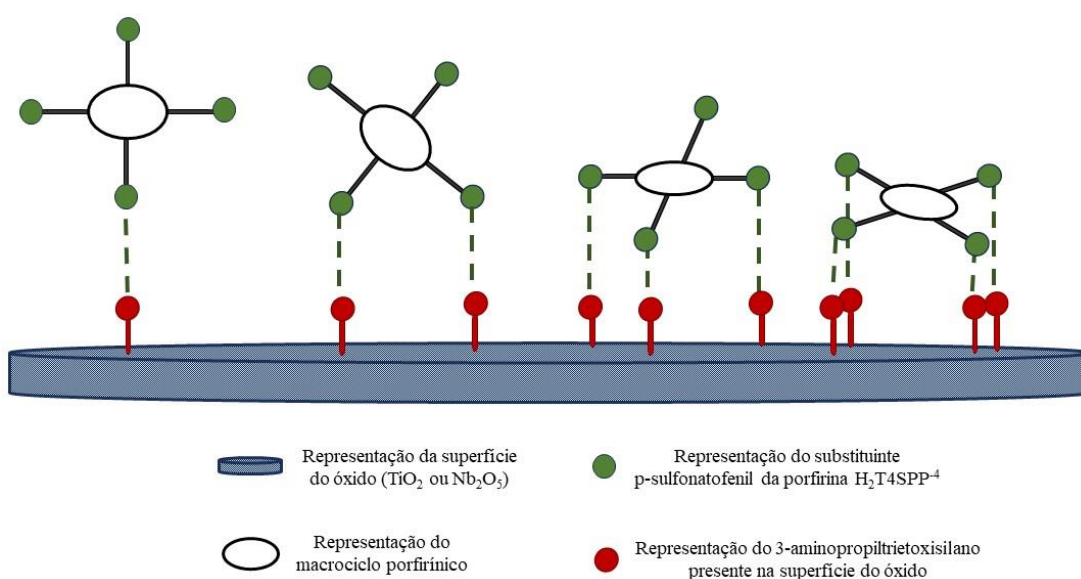 Representação da superfície
do óxido (TiO₂ ou Nb₂O₅)
Representação do substituinte
p-sulfonatofenil da porfirina H₂T4SPP⁻⁴
Representação do
macrociclo porfirínico
Representação do 3-aminopropiltrietoxisilano
presente na superfície do óxido